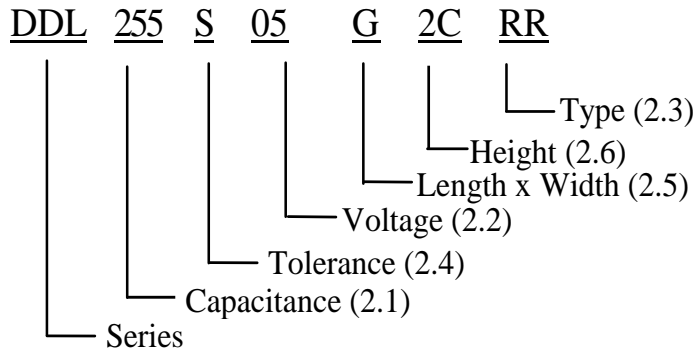 DDL 255 S 05 G 2C RR
Type (2.3)
Height (2.6)
Length x Width (2.5)
Voltage (2.2)
Tolerance (2.4)
Capacitance (2.1)
Series